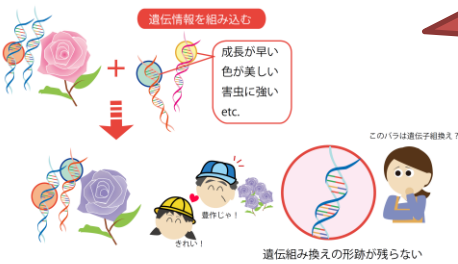 遺伝情報を組み込む
成長が早い
色が美しい
害虫に強い
etc.
このバラは遺伝子組換え？
豊作じゃ！
きれい！
遺伝組み換えの形跡が残らない